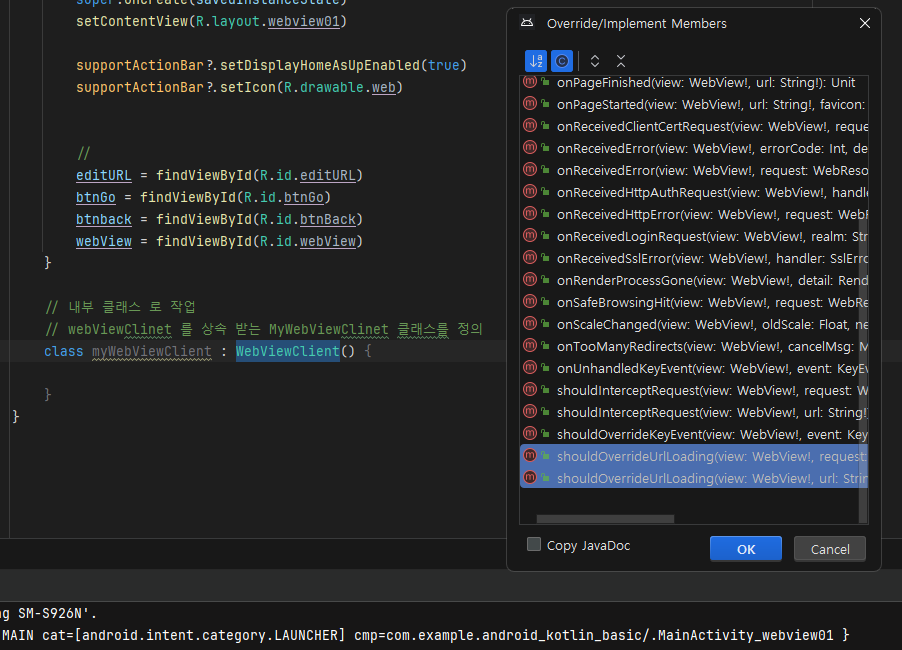 super.onCreate(savedInstanceState)
setContentView(R.layout.webview01)
supportActionBar?.setDisplayHomeAsUpEnabled(true)
supportActionBar?.setIcon(R.drawable.web)
//
editURL = findViewById(R.id.editURL)
btnGo = findViewById(R.id.btnGo)
btnback = findViewById(R.id.btnBack)
webView = findViewById(R.id.webView)
}
// 내부 클래스 로 작업
// webViewClinet 를 상속 받는 MyWebViewClinet 클래스를 정의
class myWebViewClient : WebViewClient() {
}
}
Override/Implement Members
onPageFinished(view: WebView!, url: String!): Unit
onPageStarted(view: WebView!, url: String!, favicon:
onReceivedClientCertRequest(view: WebView!, reque
onReceivedError(view: WebView!, errorCode: Int, de
onReceivedError(view: WebView!, request: WebReso
onReceivedHttpAuthRequest(view: WebView!, handle
onReceivedHttpError(view: WebView!, request: WebR
onReceivedLoginRequest(view: WebView!, realm: Str
onReceivedSslError(view: WebView!, handler: SslErro
onRenderProcessGone(view: WebView!, detail: Rend
onSafeBrowsingHit(view: WebView!, request: WebRe
onScaleChanged(view: WebView!, oldScale: Float, ne
onTooManyRedirects(view: WebView!, cancelMsg: M
onUnhandledKeyEvent(view: WebView!, event: KeyEv
shouldInterceptRequest(view: WebView!, request: W
shouldInterceptRequest(view: WebView!, url: String!
shouldOverrideKeyEvent(view: WebView!, event: Key
shouldOverrideUrlLoading(view: WebView!, request:
shouldOverrideUrlLoading(view: WebView!, url: Strin
Copy JavaDoc
OK
Cancel
ng SM-S926N'.
MAIN cat=[android.intent.category.LAUNCHER] cmp=com.example.android_kotlin_basic/.MainActivity_webview01 }